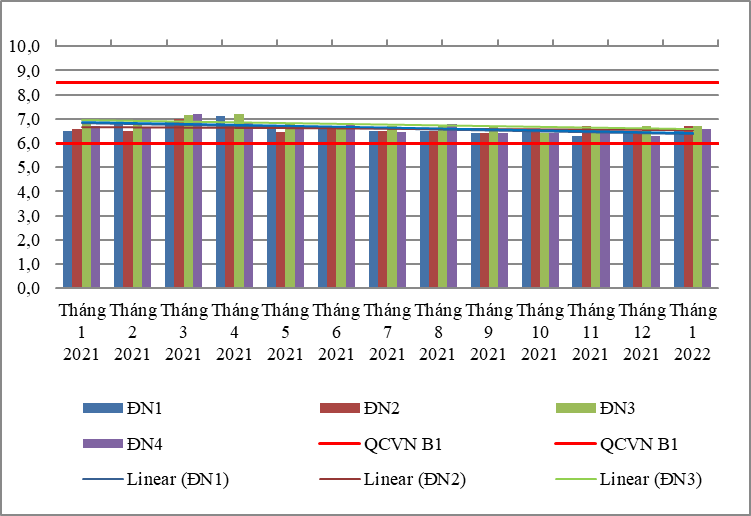 10,0
9,0
8,0
7,0
6,0
5,0
4,0
3,0
2,0
1,0
0,0
Tháng Tháng Tháng Tháng Tháng Tháng Tháng Tháng Tháng Tháng Tháng Tháng Tháng
1 2 3 4 5 6 7 8 9 10 11 12 1
2021 2021 2021 2021 2021 2021 2021 2021 2021 2021 2021 2021 2022
ĐN1 ĐN2 ĐN3
ĐN4 QCVN B1 QCVN B1
Linear (ĐN1) Linear (ĐN2) Linear (ĐN3)